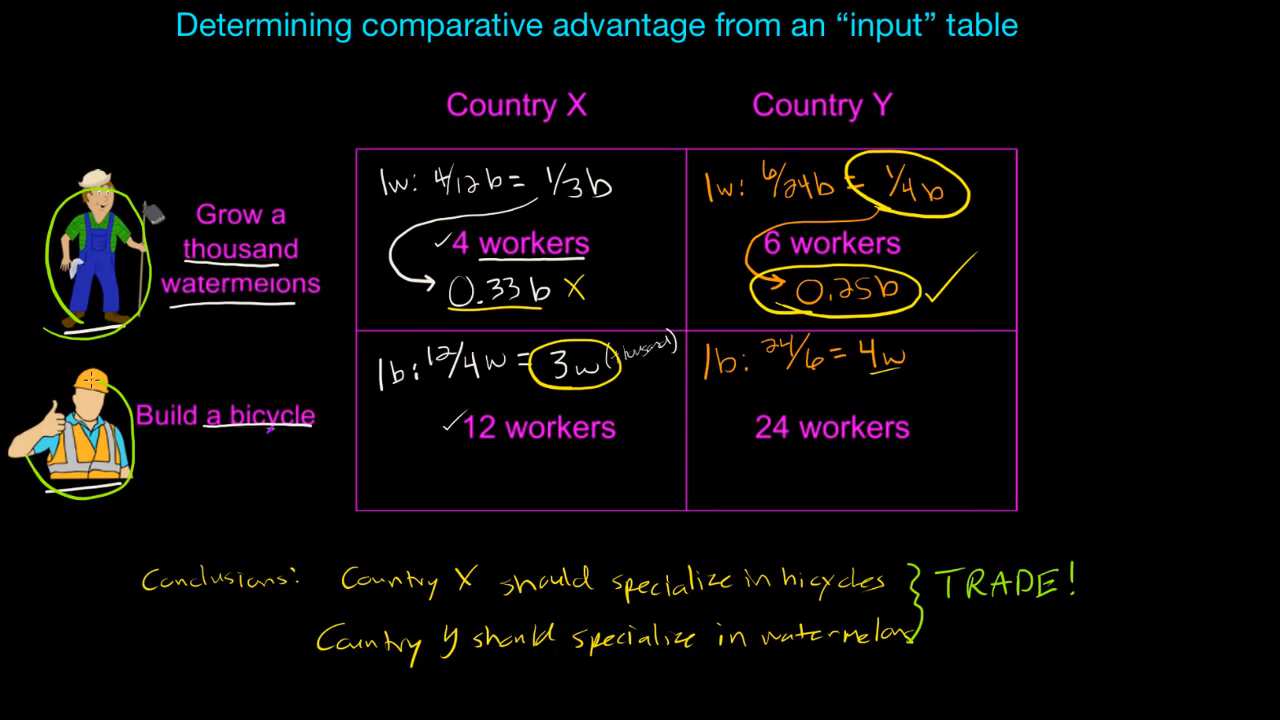 Determining comparative advantage from an “input” table
Country X
Country Y
Grow a
thousand
watermelons
1w: 4/12b = 1/3b
4 workers
0.33b X
1w: 6/24b = 1/4b
6 workers
0.25b
Build a bicycle
1b: 12/4w = 3w (thousand)
12 workers
1b: 24/6 = 4w
24 workers
Conclusions: Country X should specialize in bicycles
Country Y should specialize in watermelons
TRADE!